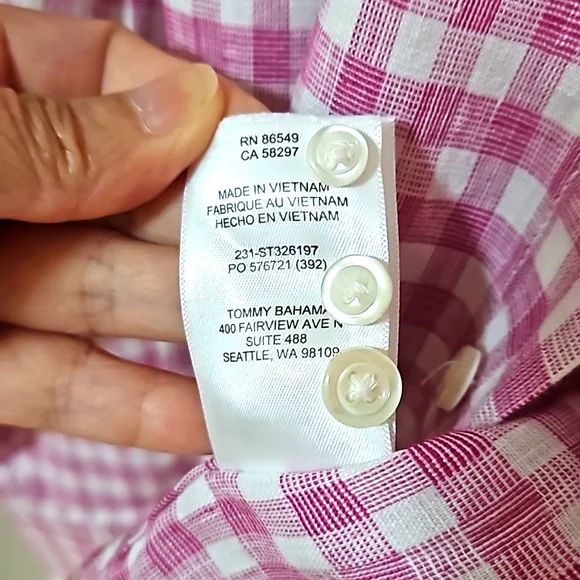 RN 86549
CA 58297
MADE IN VIETNAM
FABRIQUE AU VIETNAM
HECHO EN VIETNAM
231-ST326197
PO 576721 (392)
TOMMY BAHAMA
400 FAIRVIEW AVE N
SUITE 488
SEATTLE, WA 98109